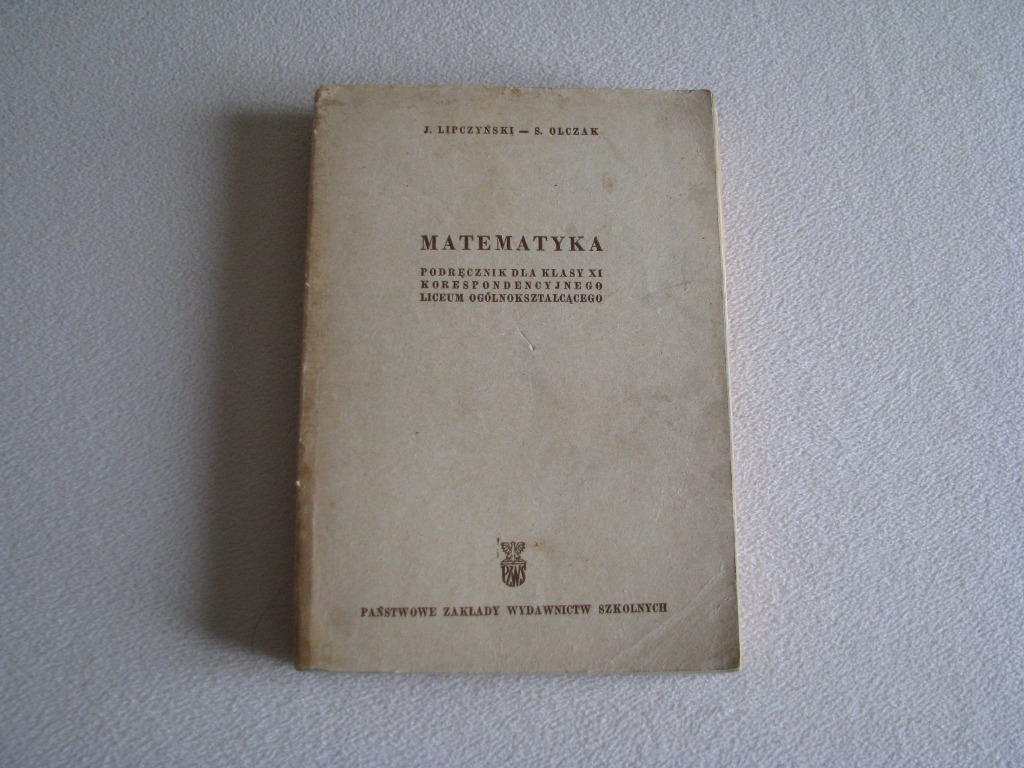 J. LIPCZYŃSKI — S. OLCZAK
MATEMATYKA
PODRĘCZNIK DLA KLASY XI
KORESPONDENCYJNEGO
LICEUM OGÓLNOKSZTAŁCĄCEGO
PZWS
PAŃSTWOWE ZAKŁADY WYDAWNICTW SZKOLNYCH